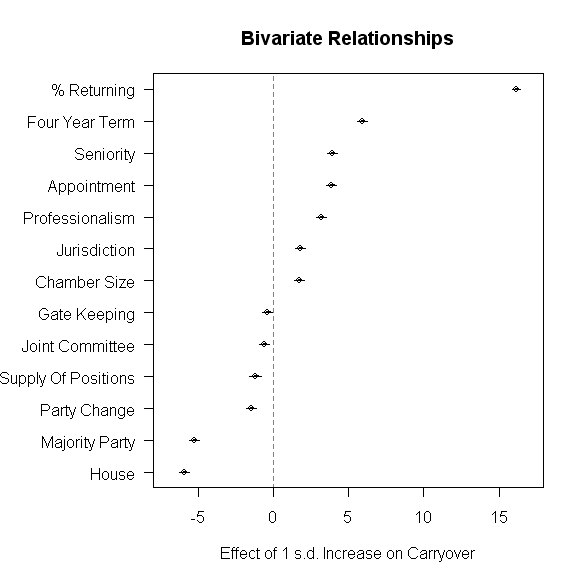 Bivariate Relationships
% Returning
Four Year Term
Seniority
Appointment
Professionalism
Jurisdiction
Chamber Size
Gate Keeping
Joint Committee
Supply Of Positions
Party Change
Majority Party
House
-5 0 5 10 15
Effect of 1 s.d. Increase on Carryover